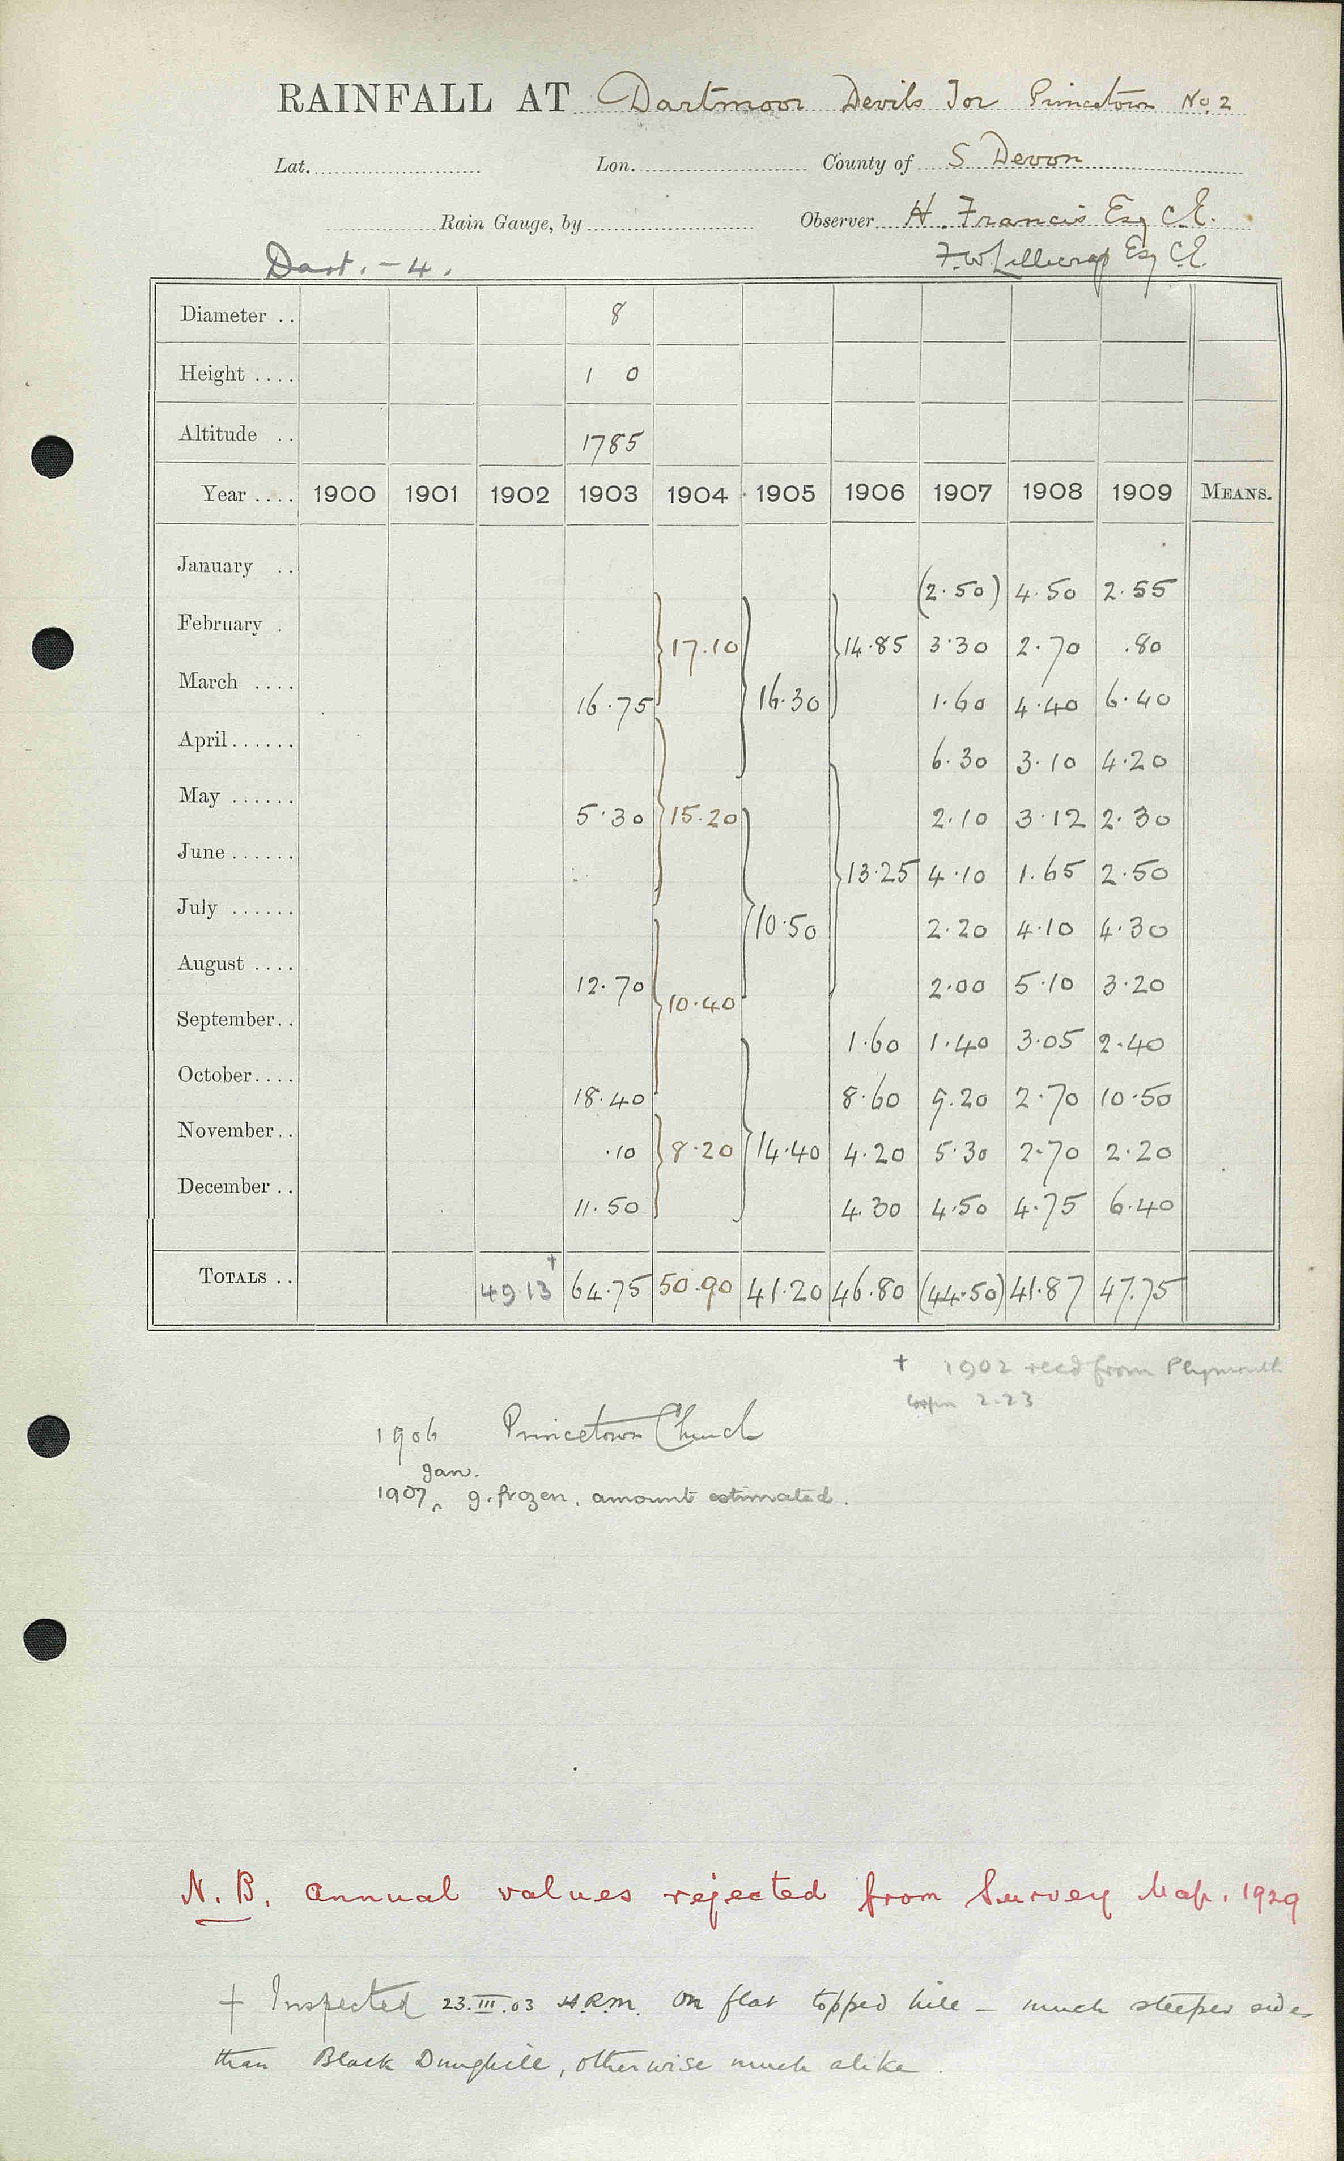 RAINFALL AT Dartmoor Devils Tor Princetown No. 2
Lat. Lon. County of S Devon
Rain Gauge, by Observer H. Francis Esq C.E.
Dart. - 4. F. W. Lillicrap Esq C.E.
Diameter .. 8
Height .... 1 0
Altitude .. 1785
Year .... 1900 1901 1902 1903 1904 1905 1906 1907 1908 1909 MEANS.
January .. (2.50) 4.50 2.55
February . 17.10 14.85 3.30 2.70 .80
March .... 16.75 16.30 1.60 4.40 6.40
April...... 6.30 3.10 4.20
May ...... 5.30 15.20 2.10 3.12 2.30
June...... 13.25 4.10 1.65 2.50
July ...... 10.50 2.20 4.10 4.30
August .... 12.70 10.40 2.00 5.10 3.20
September.. 1.60 1.40 3.05 2.40
October.... 18.40 8.60 9.20 2.70 10.50
November.. .10 8.20 14.40 4.20 5.30 2.70 2.20
December .. 11.50 4.30 4.50 4.75 6.40
TOTALS .. 49.13† 64.75 50.90 41.20 46.80 (44.50) 41.87 47.75
† 1902 recd from Plymouth
2.23
1906 Princetown Church
Jan.
1907 ^ g. frozen, amount estimated.
N.B. Annual values rejected from Survey Map. 1929
† Inspected 23.III.03 H.R.M. on flat topped hill - much steeper sides
than Black Dunghill, otherwise much alike.